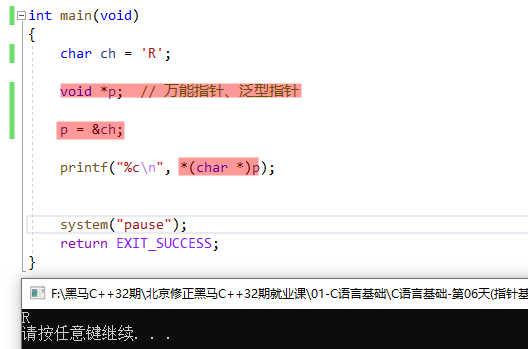 int main(void)
{
char ch = 'R';
void *p; // 万能指针、泛型指针
p = &ch;
printf("%c\n", *(char *)p);
system("pause");
return EXIT_SUCCESS;
}
F:\黑马C++32期\北京修正黑马C++32期就业课\01-C语言基础\C语言基础-第06天(指针基
R
请按任意键继续. . .